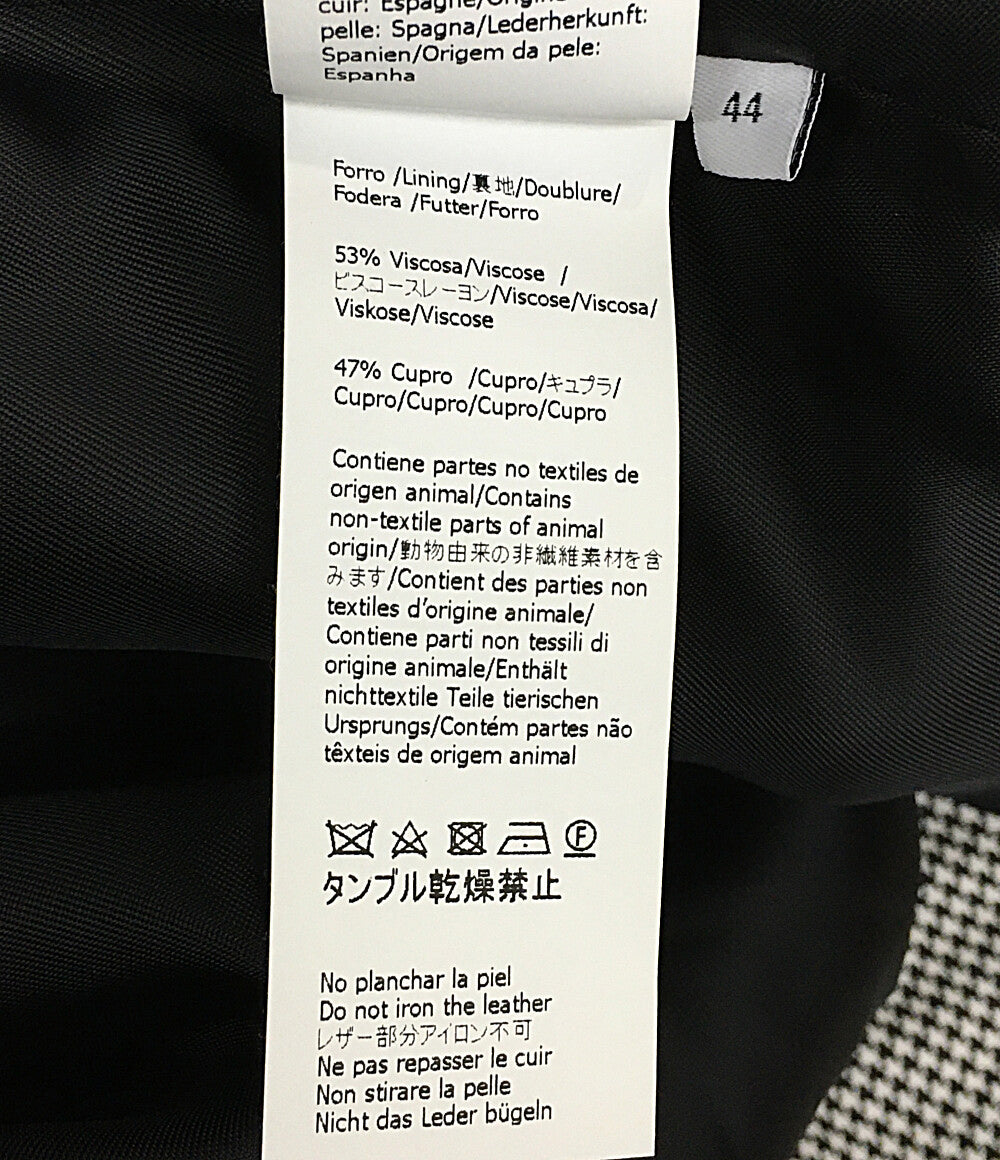 cuir: Espagne/Origine
pelle: Spagna/Lederherkunft:
Spanien/Origem da pele:
Espanha
44
Forro /Lining/裏地/Doublure/
Fodera /Futter/Forro
53% Viscosa/Viscose /
ビスコースレーヨン/Viscose/Viscosa/
Viskose/Viscose
47% Cupro /Cupro/キュプラ/
Cupro/Cupro/Cupro/Cupro
Contiene partes no textiles de
origen animal/Contains
non-textile parts of animal
origin/動物由来の非繊維素材を含
みます/Contient des parties non
textiles d'origine animale/
Contiene parti non tessili di
origine animale/Enthält
nichttextile Teile tierischen
Ursprungs/Contém partes não
têxteis de origem animal
F
タンブル乾燥禁止
No planchar la piel
Do not iron the leather
レザー部分アイロン不可
Ne pas repasser le cuir
Non stirare la pelle
Nicht das Leder bügeln